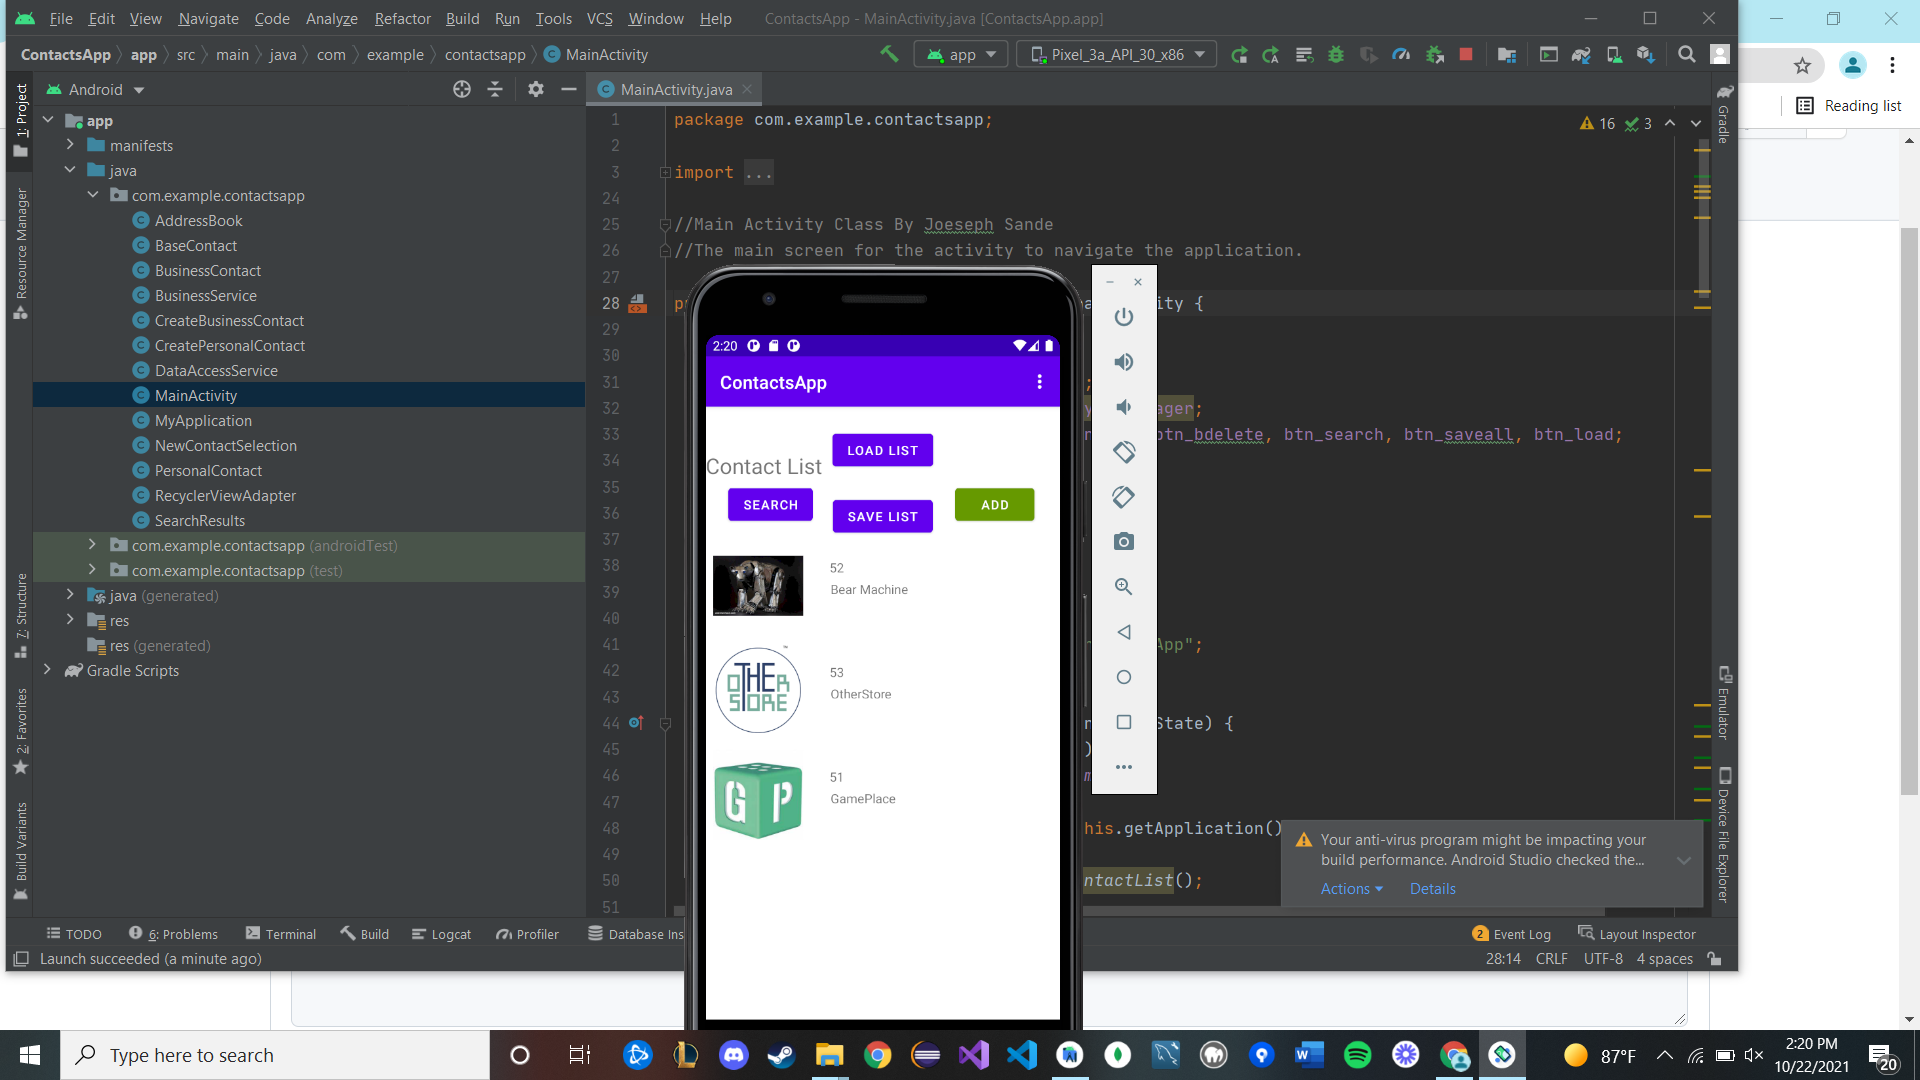 File Edit View Navigate Code Analyze Refactor Build Run Tools VCS Window Help ContactsApp - MainActivity.java [ContactsApp.app]
ContactsApp app src main java com example contactsapp MainActivity app Pixel_3a_API_30_x86
Reading list
1: Project
Resource Manager
7: Structure
2: Favorites
Build Variants
Android
app
manifests
java
com.example.contactsapp
AddressBook
BaseContact
BusinessContact
BusinessService
CreateBusinessContact
CreatePersonalContact
DataAccessService
MainActivity
MyApplication
NewContactSelection
PersonalContact
RecyclerViewAdapter
SearchResults
com.example.contactsapp (androidTest)
com.example.contactsapp (test)
java (generated)
res
res (generated)
Gradle Scripts
MainActivity.java
16 3
1 package com.example.contactsapp;
2
3 import ...
24
25 //Main Activity Class By Joeseph Sande
26 //The main screen for the activity to navigate the application.
27
28 ity {
29
30
31 ;
32 ager;
33 btn_bdelete, btn_search, btn_saveall, btn_load;
34
35
36
37
38
39
40
41 App";
42
43
44 State) {
45 )
46 m
47
48 his.getApplication()
49
50 ntactList();
51
2:20
ContactsApp
LOAD LIST
Contact List
SEARCH
SAVE LIST
ADD
52
Bear Machine
OTHER STORE
53
OtherStore
G P
51
GamePlace
Gradle
Emulator
Device File Explorer
Your anti-virus program might be impacting your
build performance. Android Studio checked the...
Actions Details
TODO 6: Problems Terminal Build Logcat Profiler Database Ins 2 Event Log Layout Inspector
Launch succeeded (a minute ago) 28:14 CRLF UTF-8 4 spaces
Type here to search
87°F
2:20 PM
10/22/2021
20